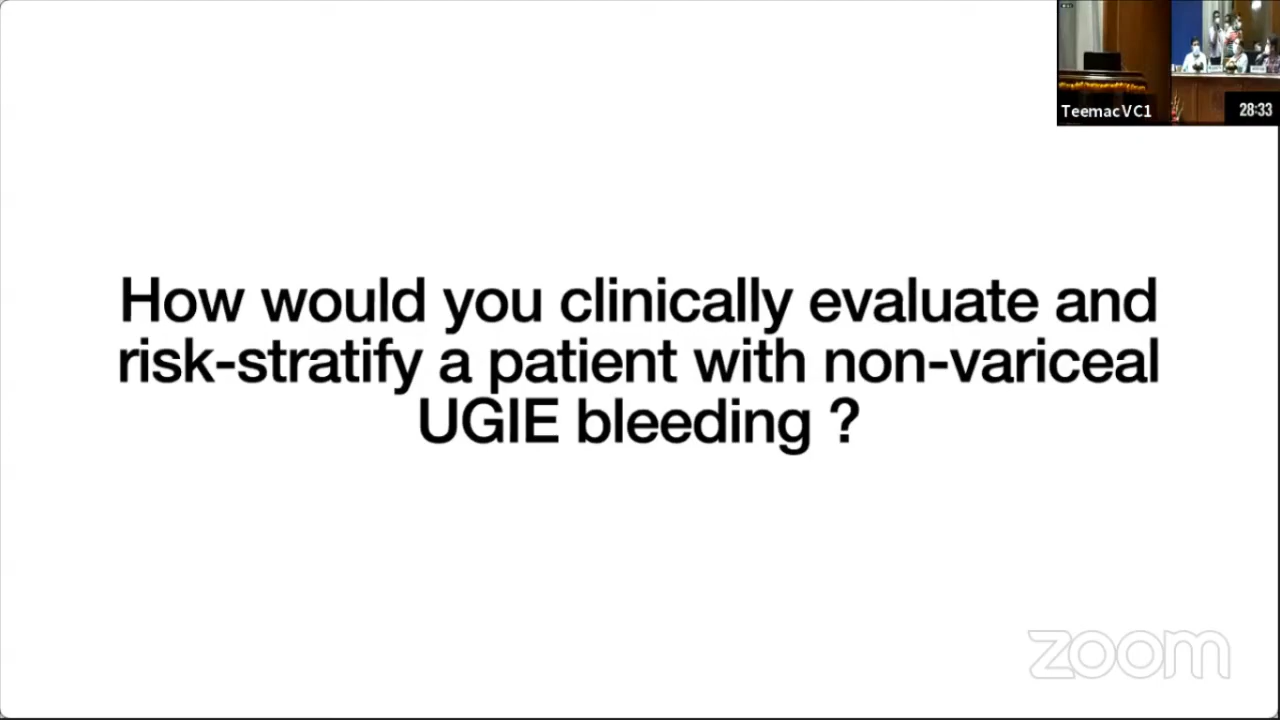 TeemacVC1
28:33
How would you clinically evaluate and
risk-stratify a patient with non-variceal
UGIE bleeding ?
zoom